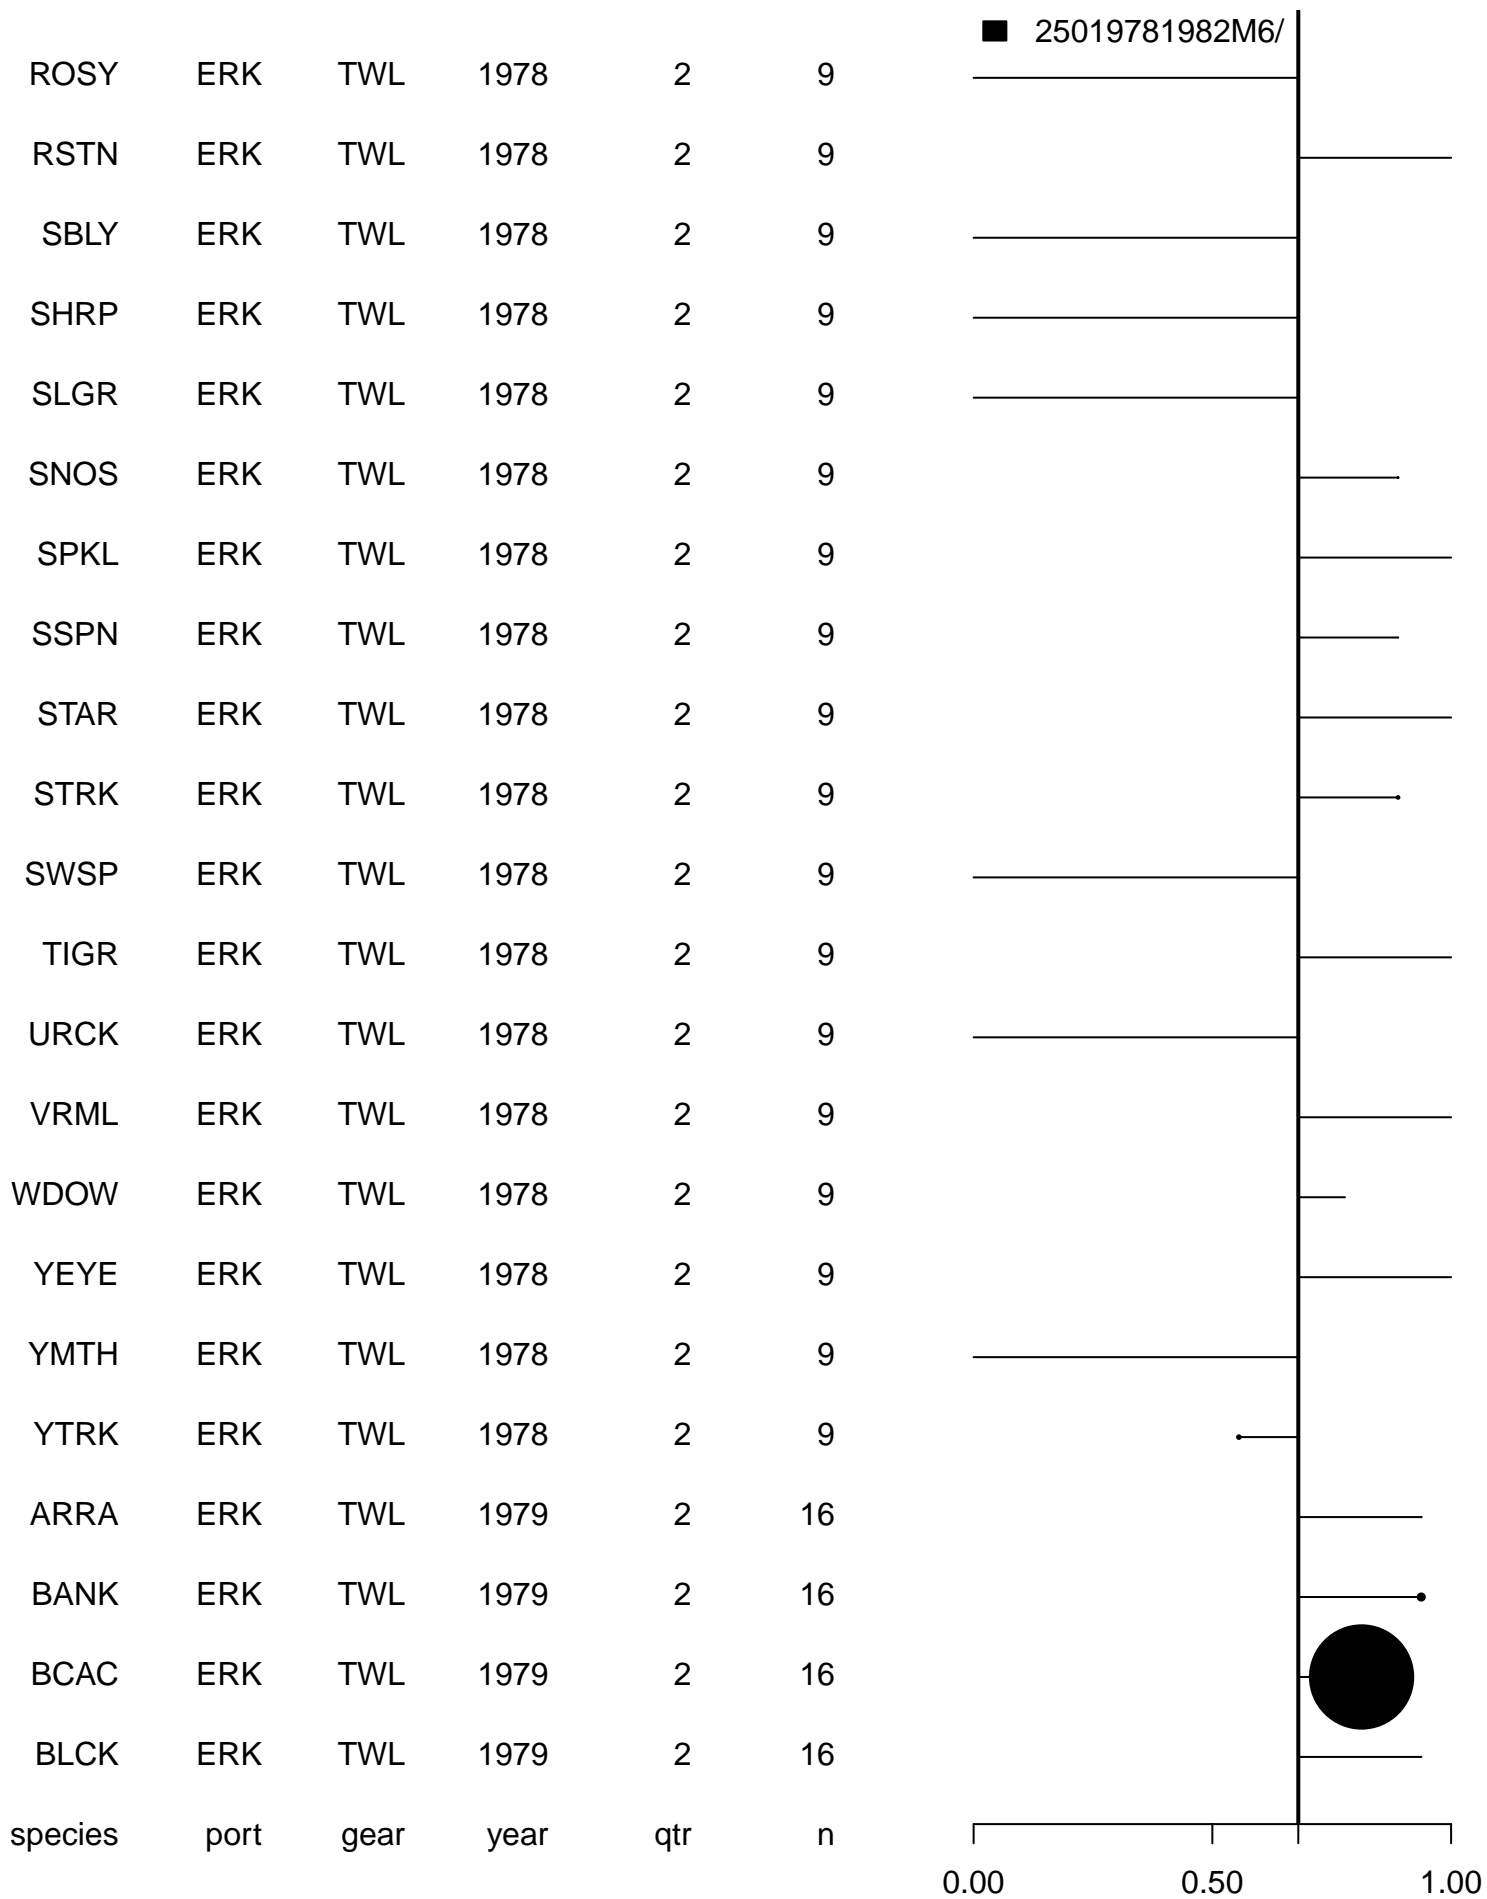 25019781982M6/
ROSY ERK TWL 1978 2 9
RSTN ERK TWL 1978 2 9
SBLY ERK TWL 1978 2 9
SHRP ERK TWL 1978 2 9
SLGR ERK TWL 1978 2 9
SNOS ERK TWL 1978 2 9
SPKL ERK TWL 1978 2 9
SSPN ERK TWL 1978 2 9
STAR ERK TWL 1978 2 9
STRK ERK TWL 1978 2 9
SWSP ERK TWL 1978 2 9
TIGR ERK TWL 1978 2 9
URCK ERK TWL 1978 2 9
VRML ERK TWL 1978 2 9
WDOW ERK TWL 1978 2 9
YEYE ERK TWL 1978 2 9
YMTH ERK TWL 1978 2 9
YTRK ERK TWL 1978 2 9
ARRA ERK TWL 1979 2 16
BANK ERK TWL 1979 2 16
BCAC ERK TWL 1979 2 16
BLCK ERK TWL 1979 2 16
species port gear year qtr n
0.00 0.50 1.00